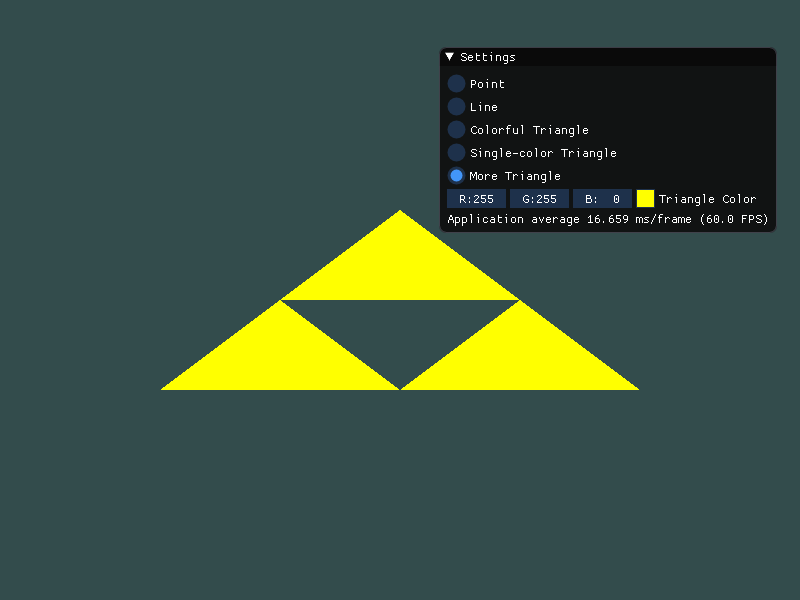 Settings
Point
Line
Colorful Triangle
Single-color Triangle
More Triangle
R:255 G:255 B: 0 Triangle Color
Application average 16.659 ms/frame (60.0 FPS)